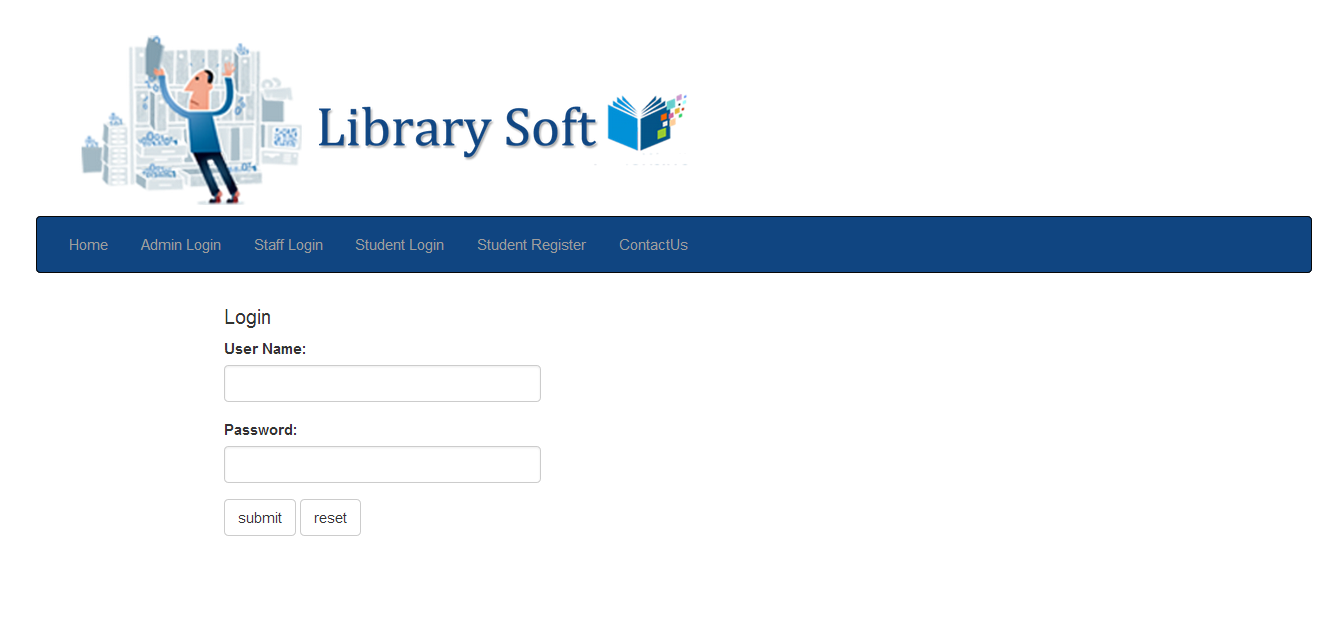 Library Soft
Home Admin Login Staff Login Student Login Student Register ContactUs
Login
User Name:
Password:
submit reset